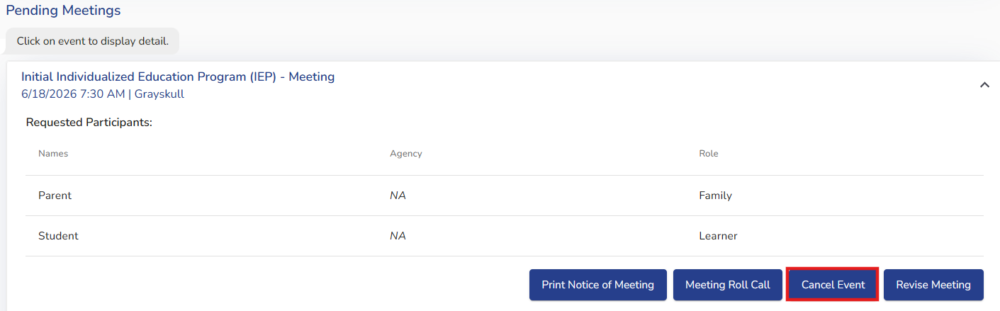 Pending Meetings
Click on event to display detail.
Initial Individualized Education Program (IEP) - Meeting
6/18/2026 7:30 AM | Grayskull
Requested Participants:
Names Agency Role
Parent NA Family
Student NA Learner
Print Notice of Meeting Meeting Roll Call Cancel Event Revise Meeting